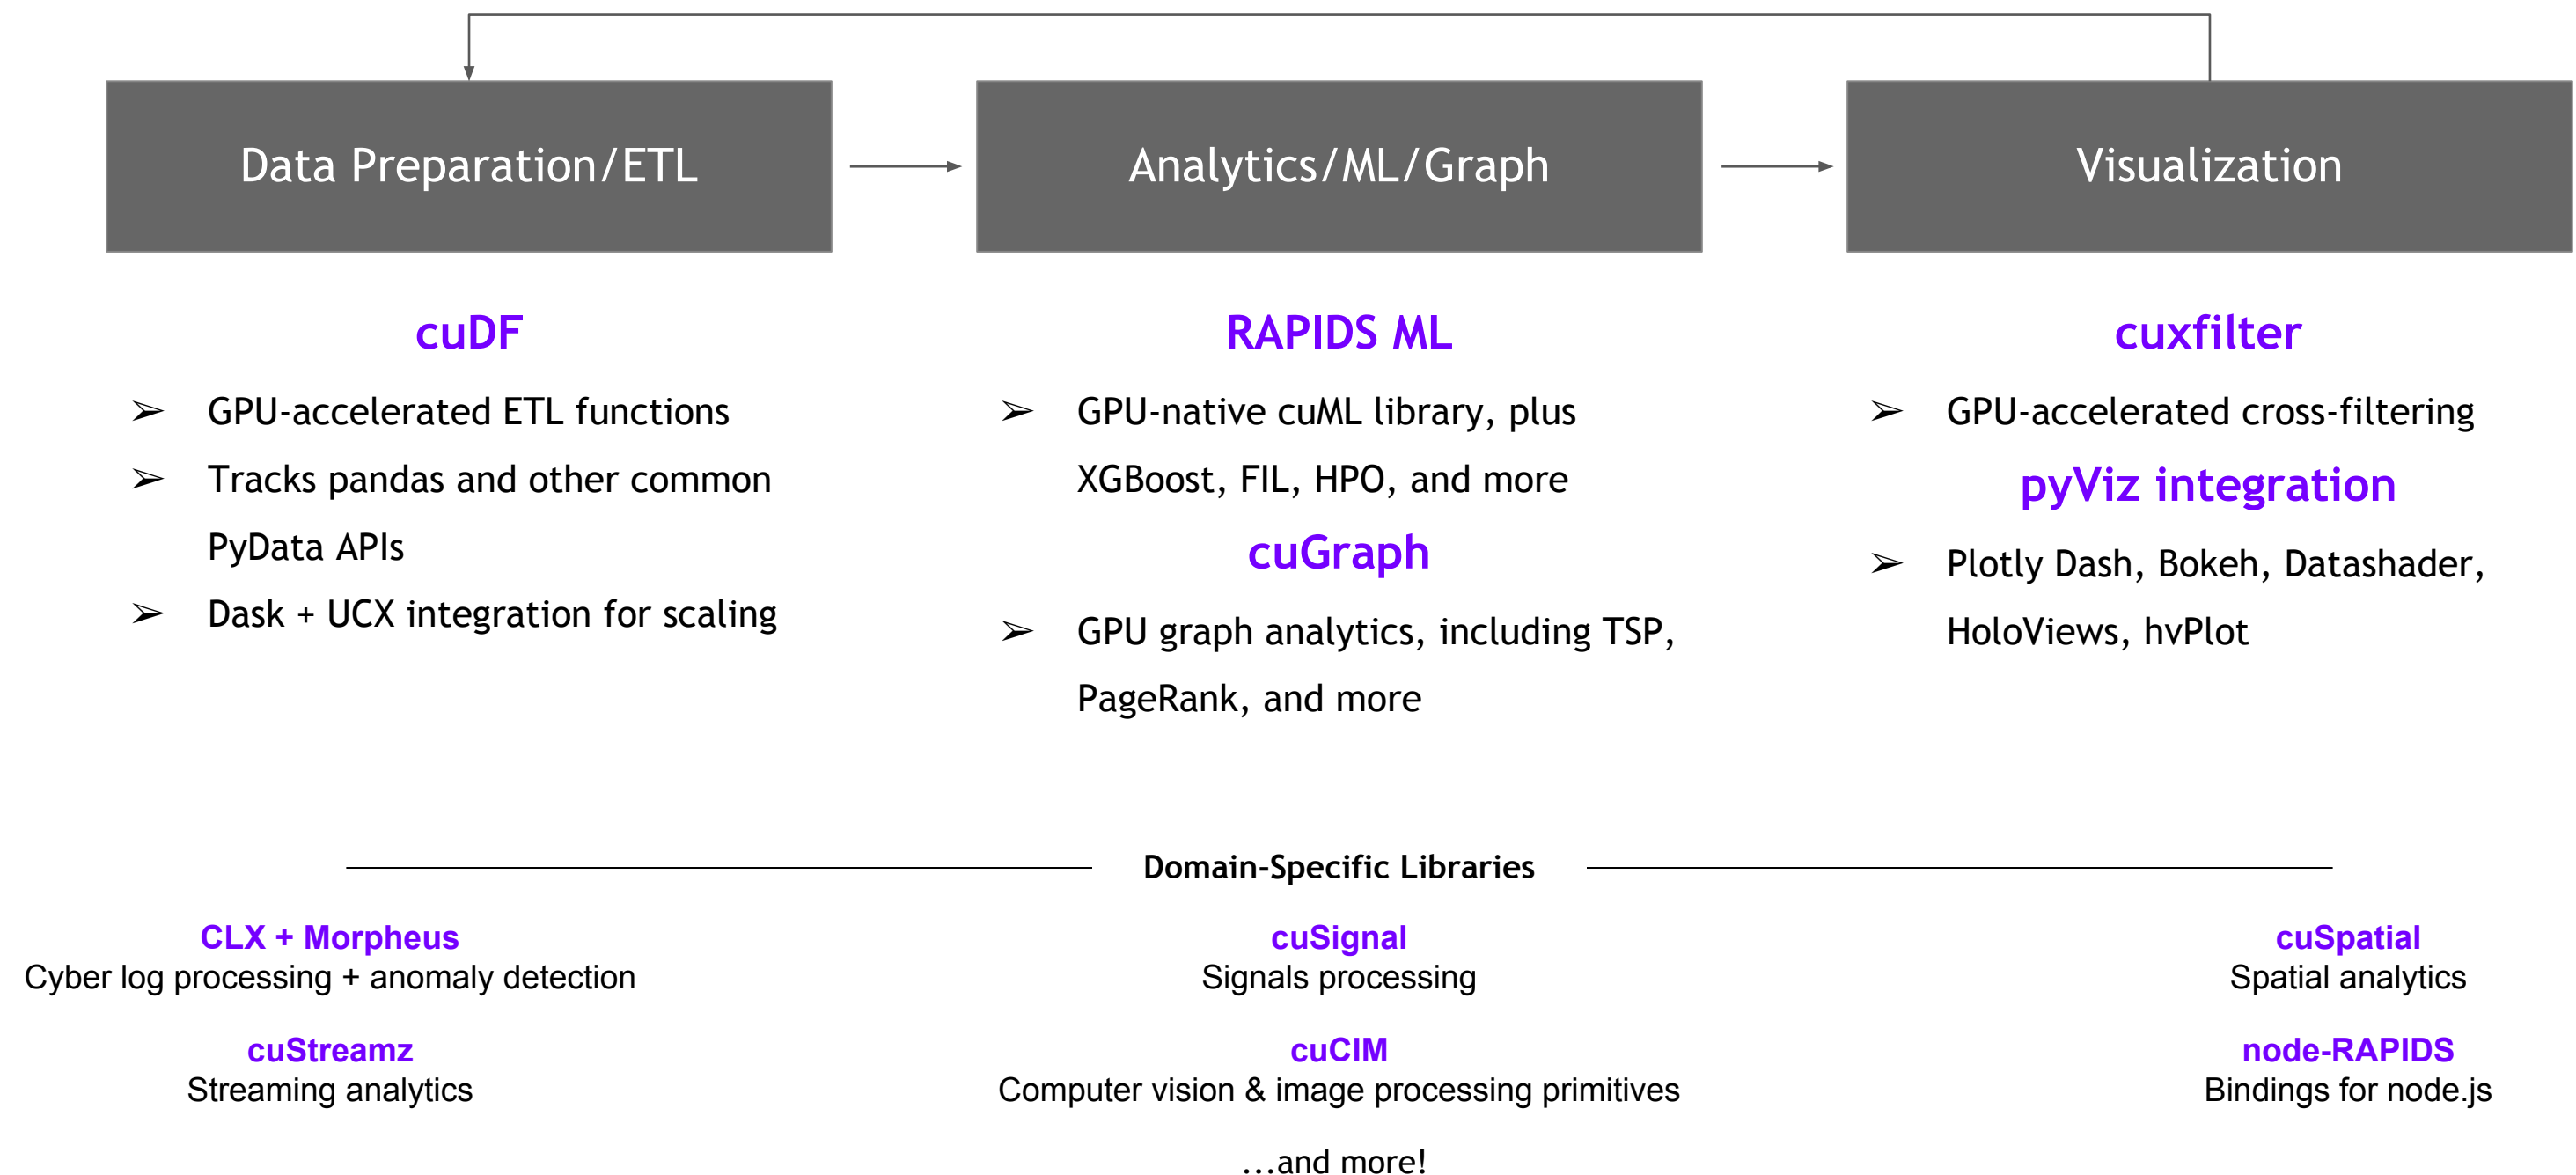 Data Preparation/ETL
Analytics/ML/Graph
Visualization
cuDF
➢ GPU-accelerated ETL functions
➢ Tracks pandas and other common
PyData APIs
➢ Dask + UCX integration for scaling
RAPIDS ML
➢ GPU-native cuML library, plus
XGBoost, FIL, HPO, and more
cuGraph
➢ GPU graph analytics, including TSP,
PageRank, and more
cuxfilter
➢ GPU-accelerated cross-filtering
pyViz integration
➢ Plotly Dash, Bokeh, Datashader,
HoloViews, hvPlot
Domain-Specific Libraries
CLX + Morpheus
Cyber log processing + anomaly detection
cuSignal
Signals processing
cuSpatial
Spatial analytics
cuStreamz
Streaming analytics
cuCIM
Computer vision & image processing primitives
node-RAPIDS
Bindings for node.js
...and more!